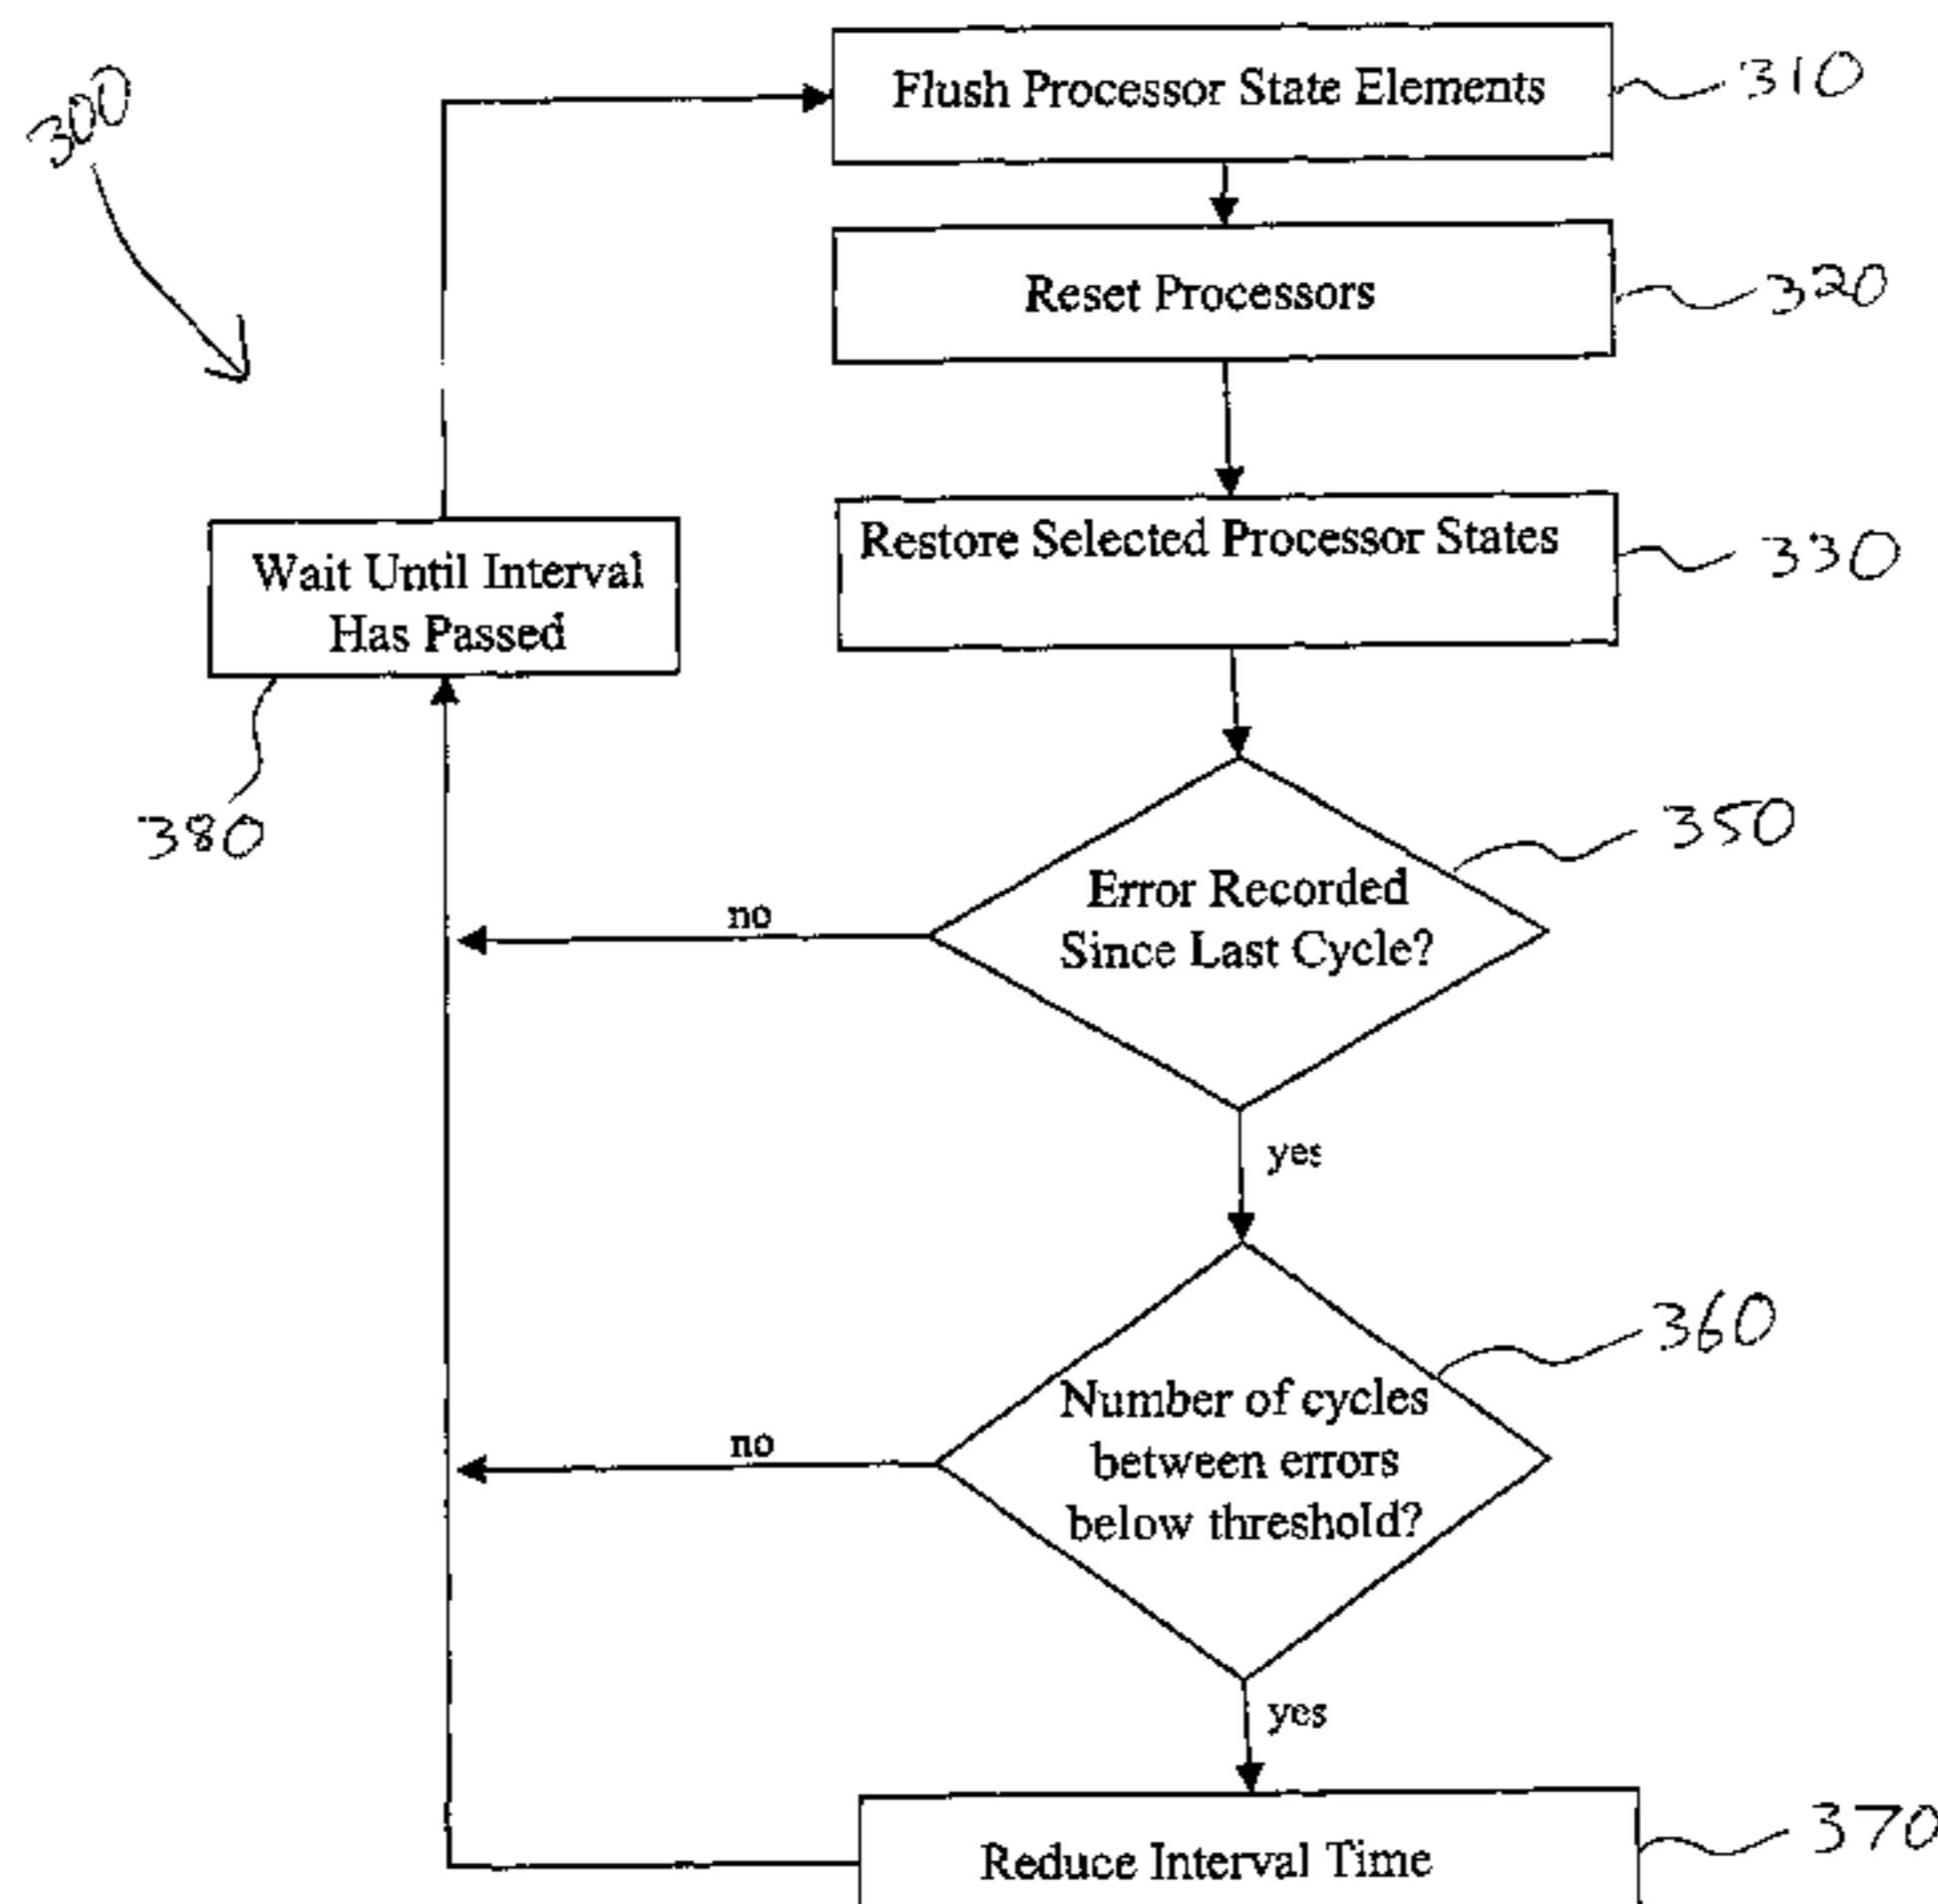 300
Flush Processor State Elements
310
Reset Processors
320
Restore Selected Processor States
330
Wait Until Interval
Has Passed
380
Error Recorded
Since Last Cycle?
350
no
yes
Number of cycles
between errors
below threshold?
360
no
yes
Reduce Interval Time
370